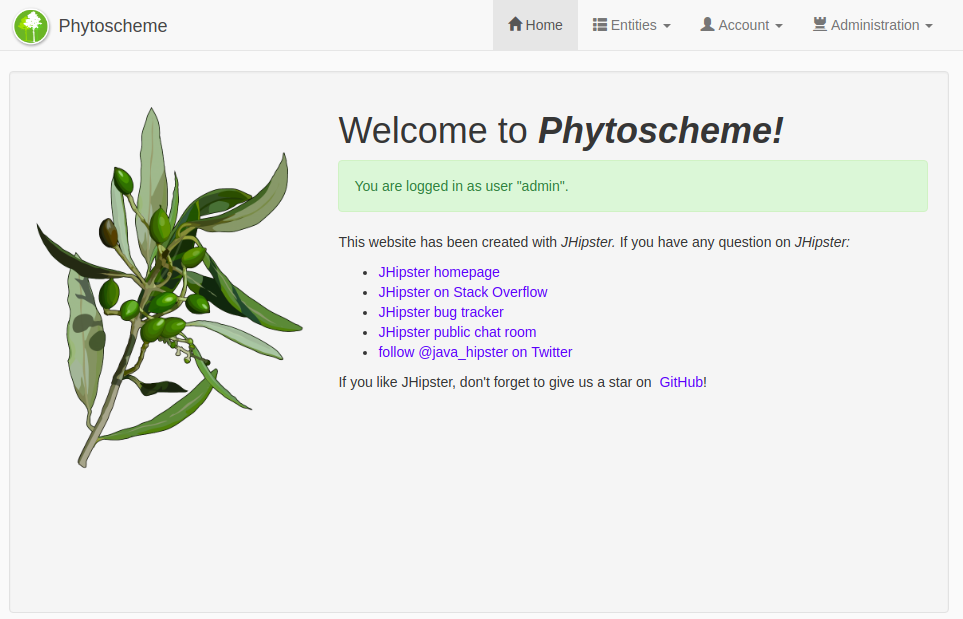 Phytoscheme
Home Entities Account Administration
Welcome to Phytoscheme!
You are logged in as user "admin".
This website has been created with JHipster. If you have any question on JHipster:
JHipster homepage
JHipster on Stack Overflow
JHipster bug tracker
JHipster public chat room
follow @java_hipster on Twitter
If you like JHipster, don't forget to give us a star on GitHub!